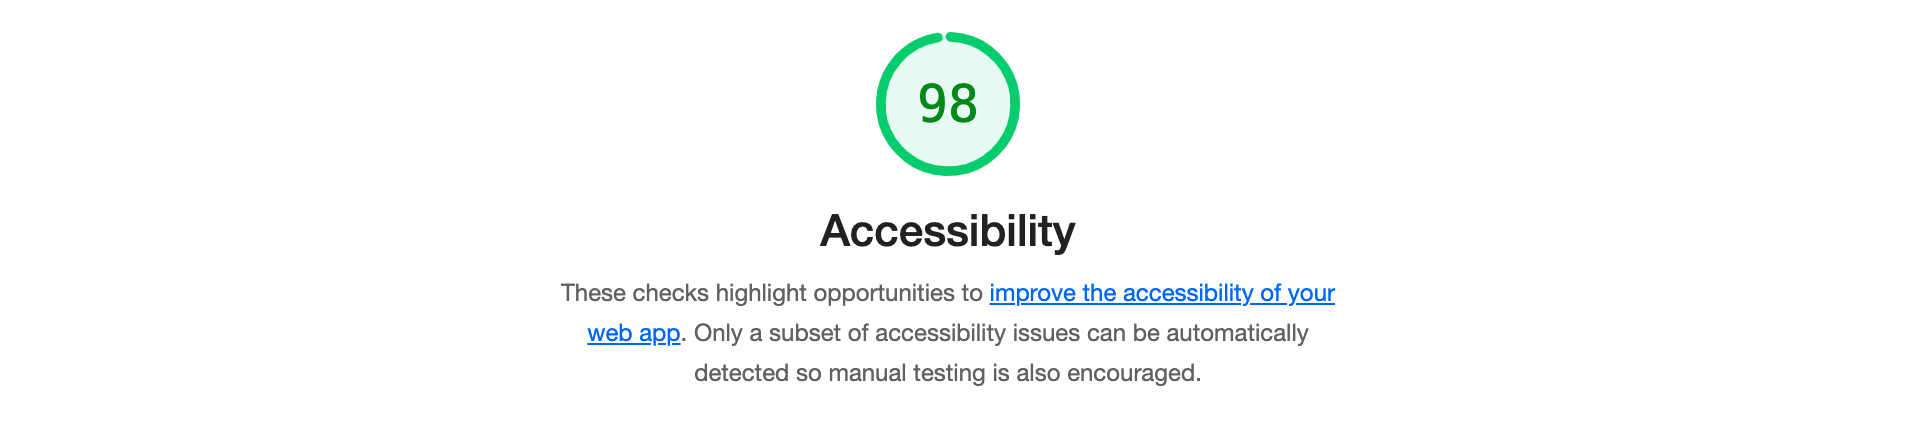 98
Accessibility
These checks highlight opportunities to improve the accessibility of your
web app. Only a subset of accessibility issues can be automatically
detected so manual testing is also encouraged.